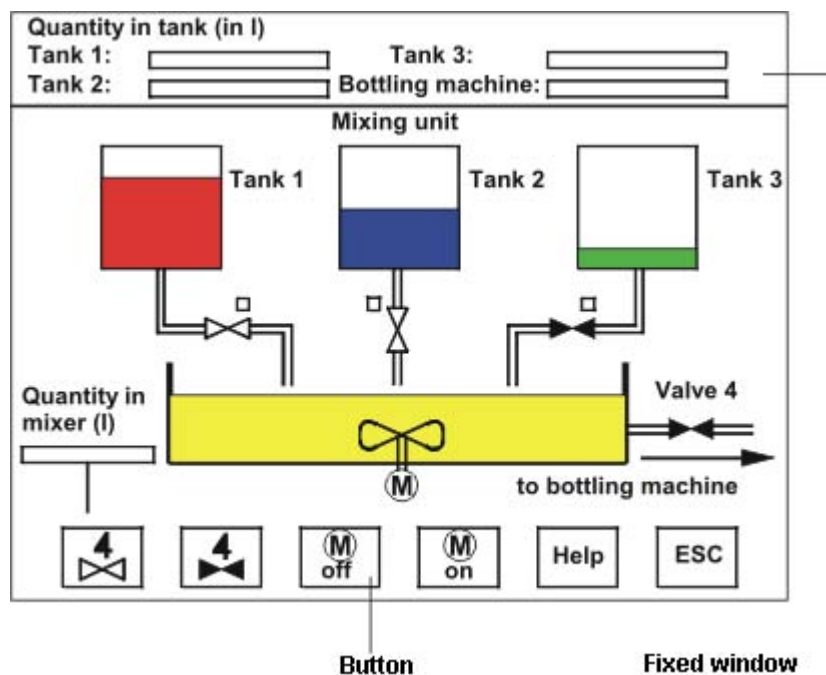 Quantity in tank (in l)
Tank 1:
Tank 3:
Tank 2:
Bottling machine:
Mixing unit
Tank 1
Tank 2
Tank 3
Quantity in
mixer (l)
Valve 4
M
to bottling machine
4
4
M
off
M
on
Help
ESC
Button
Fixed window